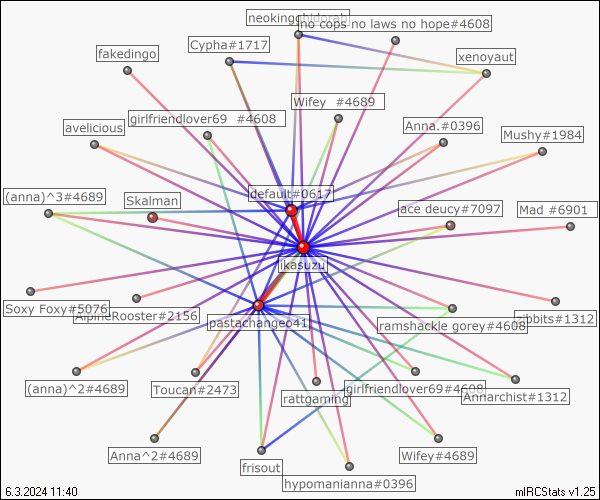 neokingghidorah
no cops no laws no hope#4608
Cypha#1717
fakedingo
xenoyaut
Wifey  #4689
girlfriendlover69  #4608
Anna.#0396
avelicious
Mushy#1984
default#0617
(anna)^3#4689
Skalman
ace deucy#7097
Mad #6901
ikasuzu
Soxy Foxy#5076
AlpineRooster#2156
pastachangeo41
ramshackle gorey#4608
zibbits#1312
(anna)^2#4689
Toucan#2473
rattgaming
girlfriendlover69#4608
Annarchist#1312
Anna^2#4689
frisout
Wifey#4689
hypomanianna#0396
6.3.2024 11:40
mIRCStats v1.25